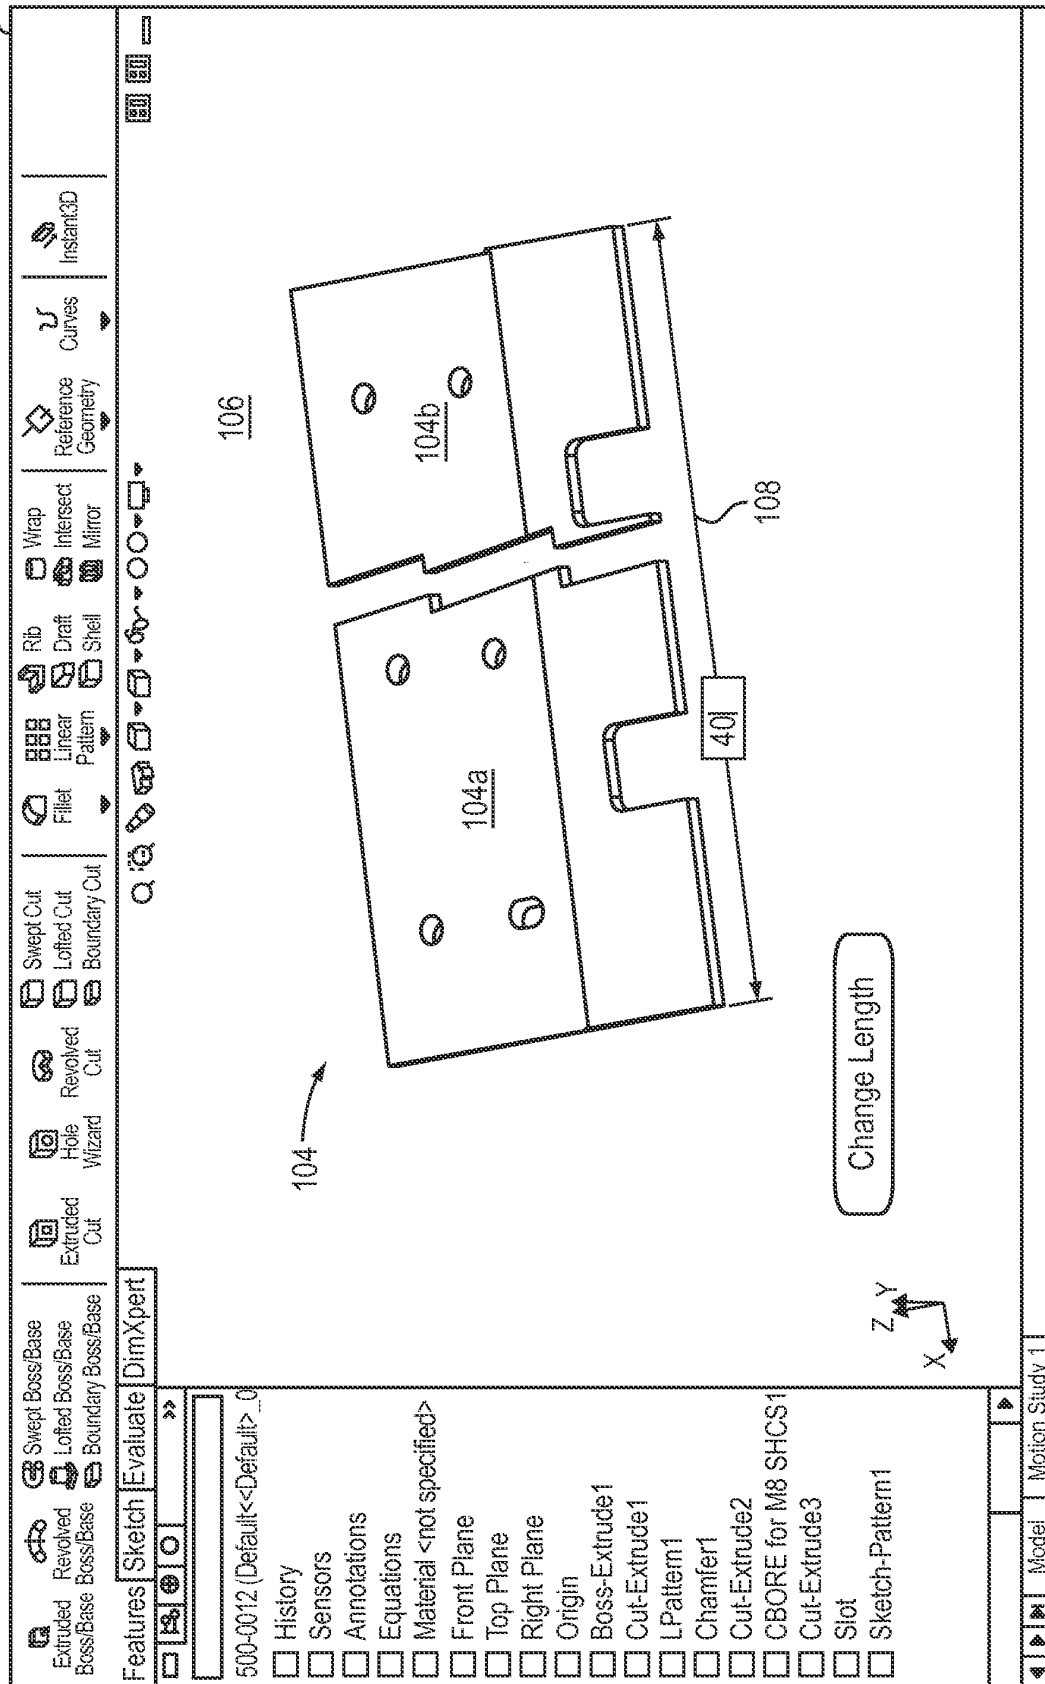 Extruded
Boss/Base
Revolved
Boss/Base
Swept Boss/Base
Lofted Boss/Base
Boundary Boss/Base
Extruded
Cut
Hole
Wizard
Revolved
Cut
Swept Cut
Lofted Cut
Boundary Cut
Fillet
Linear
Pattern
Rib
Draft
Shell
Wrap
Intersect
Mirror
Reference
Geometry
Curves
Instant3D
Features Sketch Evaluate DimXpert
>>
500-0012 (Default<<Default>_0
History
Sensors
Annotations
Equations
Material <not specified>
Front Plane
Top Plane
Right Plane
Origin
Boss-Extrude1
Cut-Extrude1
LPattern1
Chamfer1
Cut-Extrude2
CBORE for M8 SHCS1
Cut-Extrude3
Slot
Sketch-Pattern1
104
106
104a
104b
40
108
Change Length
Z Y
X
Model Motion Study 1